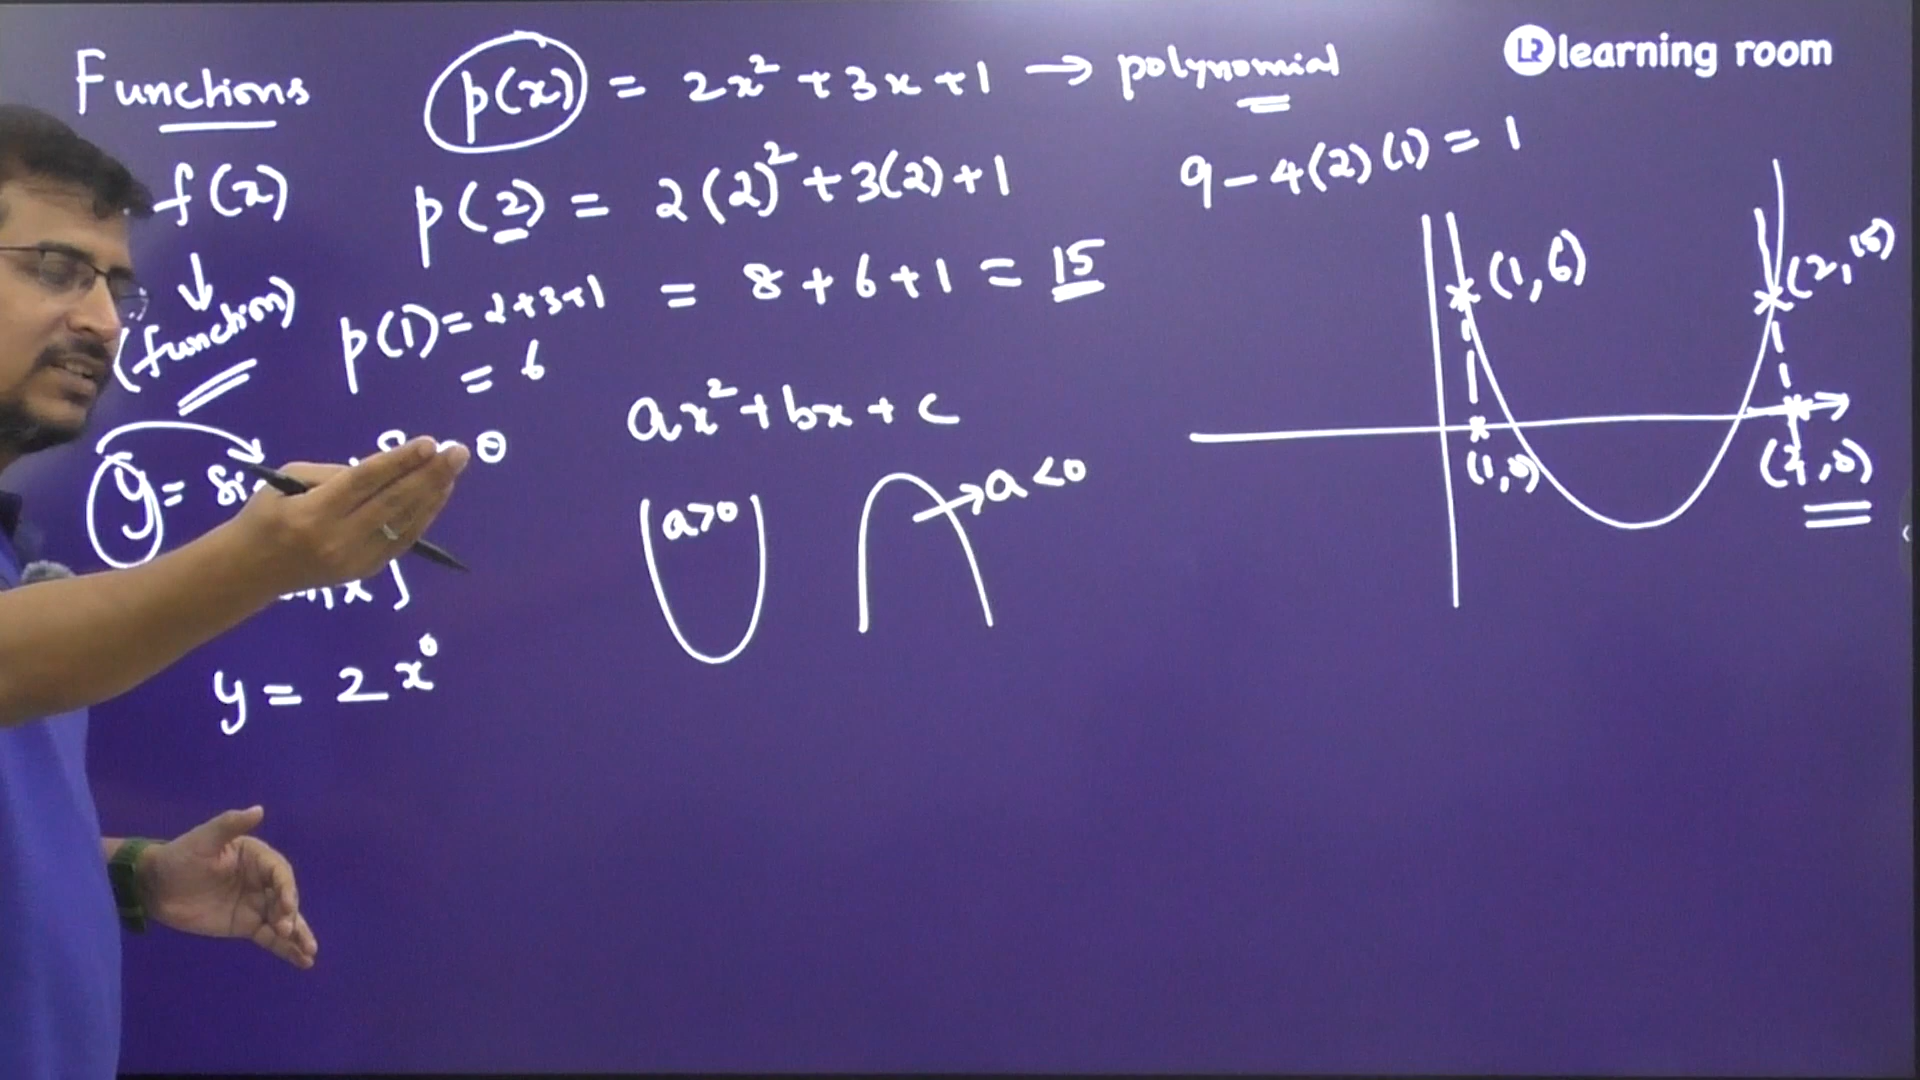 Functions
p(x) = 2x² + 3x + 1 → polynomial
LR learning room
f(x)
↓
(function)
p(2) = 2(2)² + 3(2) + 1
= 8 + 6 + 1 = 15
p(1) = 2+3+1
= 6
9 - 4(2)(1) = 1
ax² + bx + c
a>0
→ a<0
y =
θ
y = 2x⁰
(1,6)
(2,15)
(1,0)